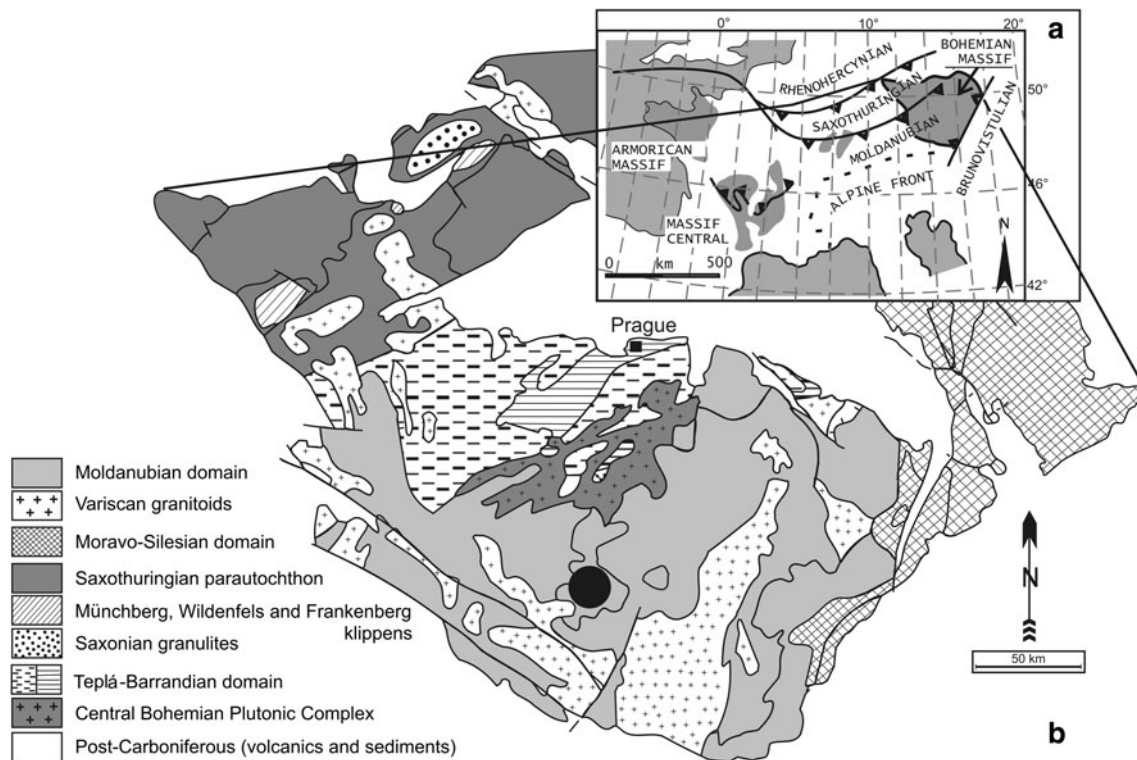 0°
10°
20°
a
BOHEMIAN
MASSIF
RHENOHERCYNIAN
50°
SAXOTHURINGIAN
MOLDANUBIAN
BRUNOVISTULIAN
ARMORICAN
MASSIF
46°
ALPINE FRONT
MASSIF
CENTRAL
N
0 km 500
42°
Prague
Moldanubian domain
Variscan granitoids
Moravo-Silesian domain
Saxothuringian parautochthon
Münchberg, Wildenfels and Frankenberg
klippen
Saxonian granulites
Teplá-Barrandian domain
Central Bohemian Plutonic Complex
Post-Carboniferous (volcanics and sediments)
N
50 km
b